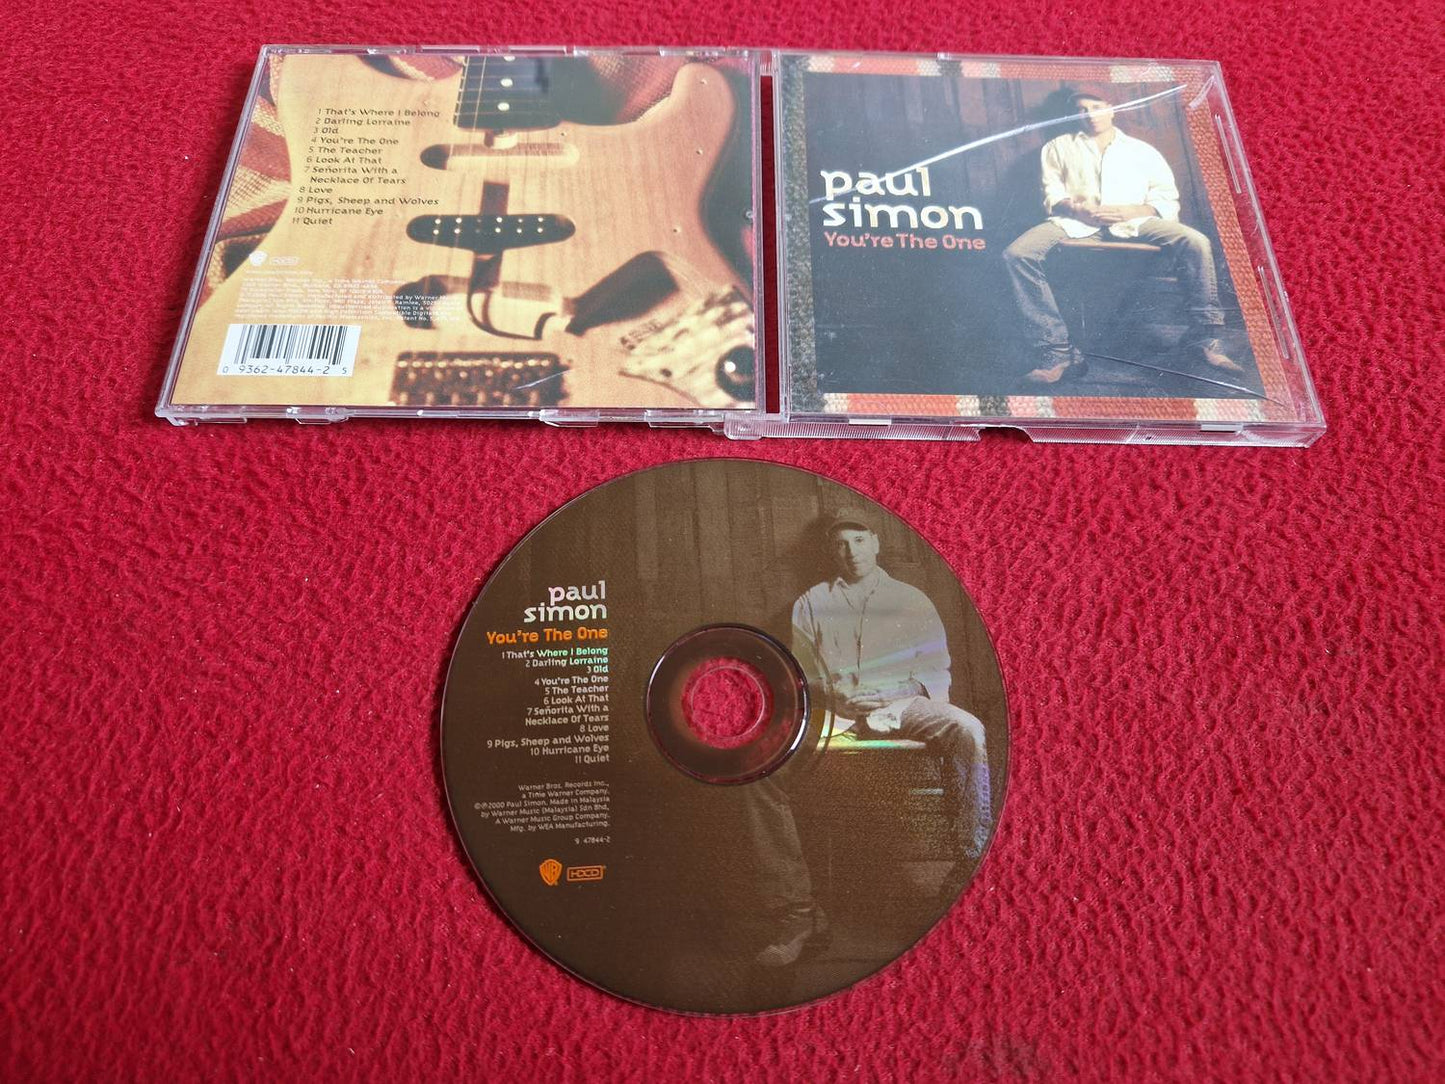 1 That's Where I Belong
2 Darling Lorraine
3 Old
4 You're The One
5 The Teacher
6 Look At That
7 Señorita With a
Necklace Of Tears
8 Love
9 Pigs, Sheep and Wolves
10 Hurricane Eye
11 Quiet
HDCD
0 9362-47844-2 5
paul
simon
You're The One
paul
simon
You're The One
1 That's Where I Belong
2 Darling Lorraine
3 Old
4 You're The One
5 The Teacher
6 Look At That
7 Señorita With a
Necklace Of Tears
8 Love
9 Pigs, Sheep and Wolves
10 Hurricane Eye
11 Quiet
Warner Bros. Records Inc.,
a Time Warner Company.
©℗2000 Paul Simon. Made in Malaysia
by Warner Music (Malaysia) Sdn Bhd,
A Warner Music Group Company.
Mfg. by WEA Manufacturing.
9 47844-2
WB HDCD